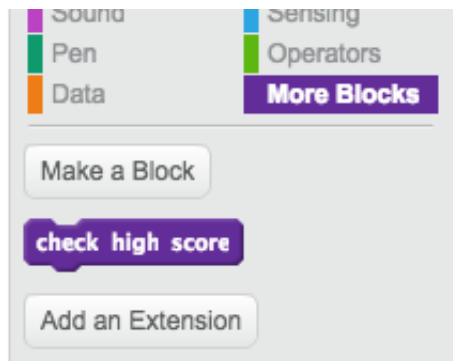 Sound Sensing
Pen Operators
Data More Blocks
Make a Block
check high score
Add an Extension